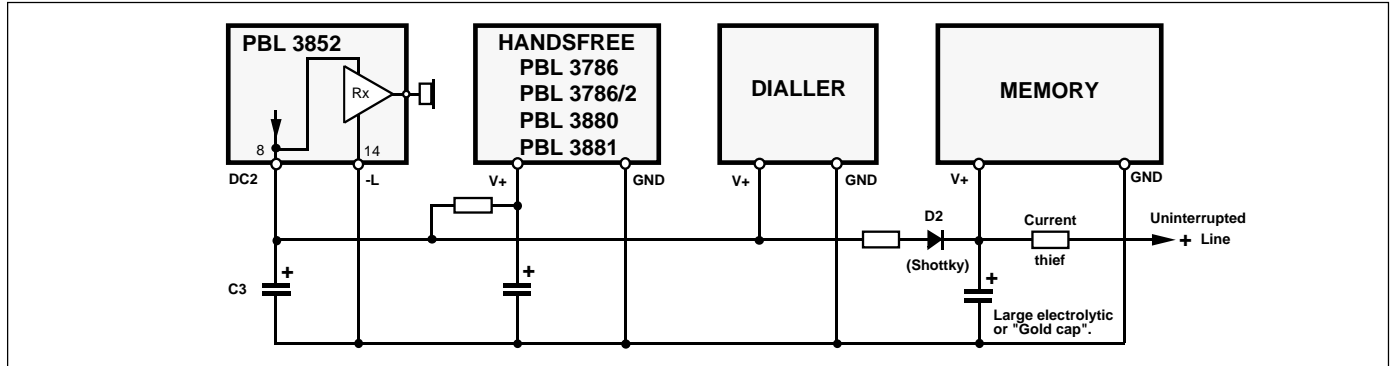 PBL 3852
Rx
8
14
DC2
-L
C3
+
HANDSFREE
PBL 3786
PBL 3786/2
PBL 3880
PBL 3881
V+
GND
+
DIALLER
V+
GND
D2
(Shottky)
MEMORY
V+
GND
Current
thief
Uninterrupted
+ Line
+
Large electrolytic
or "Gold cap".